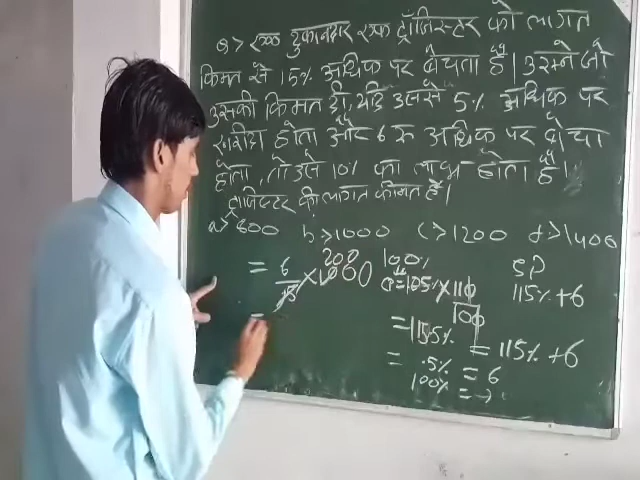 Q> एक दुकानदार एक ट्रॉंजिस्टर को लागत
किमत से 15% अधिक पर बेचता है। उसने जो
उसकी किमत दी, यदि उससे 5% अधिक पर
खरीदा होता और 6 रू अधिक पर बेचा
होता, तो उसे 10% का लाभ होता है।
ट्रांजिस्टर की लागत कीमत है।
a> 800 b>1000 c>1200 d>1400
= 6/.5 × 1000 200
=
100%
105% × 110/100
= 115.5% = 115% + 6
= .5% = 6
100% = →
SP
115% + 6